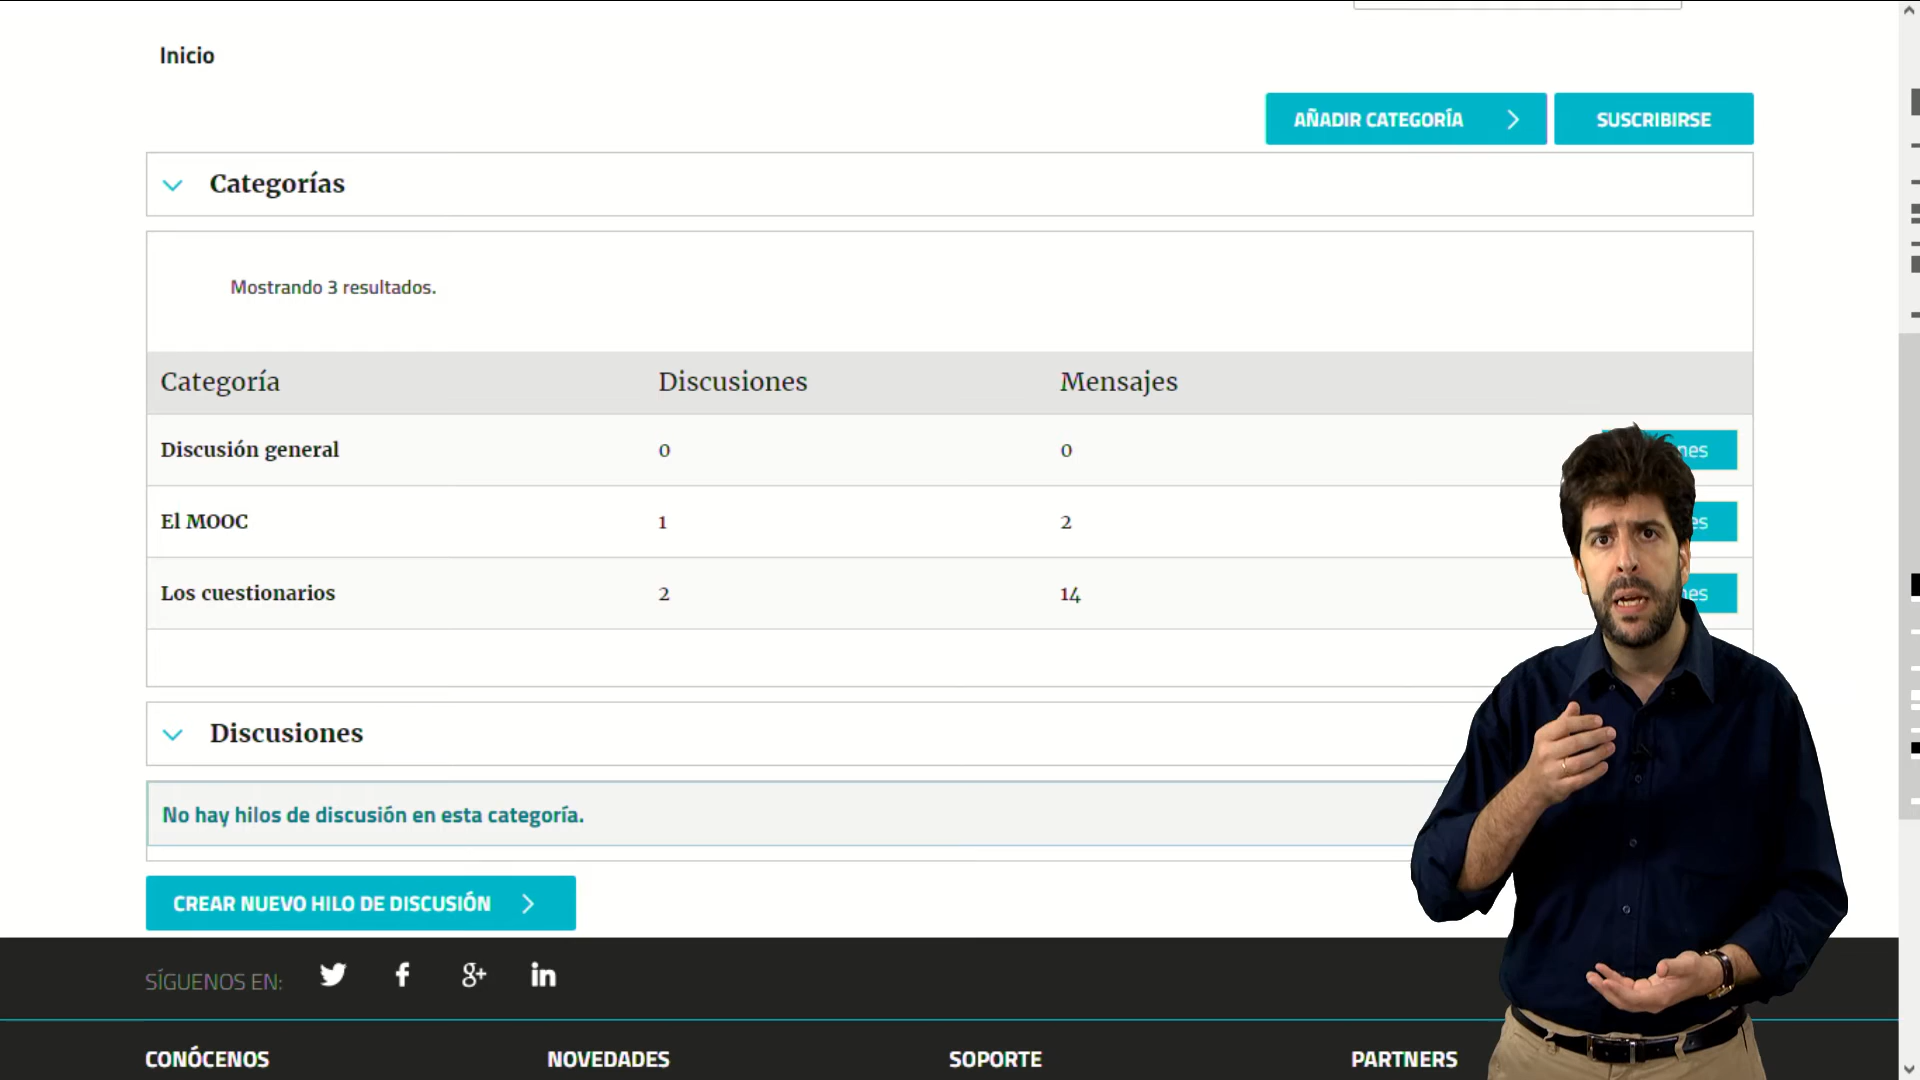 Inicio
AÑADIR CATEGORÍA
SUSCRIBIRSE
Categorías
Mostrando 3 resultados.
Categoría Discusiones Mensajes
Discusión general 0 0
El MOOC 1 2
Los cuestionarios 2 14
Discusiones
No hay hilos de discusión en esta categoría.
CREAR NUEVO HILO DE DISCUSIÓN
SÍGUENOS EN:
CONÓCENOS NOVEDADES SOPORTE PARTNERS